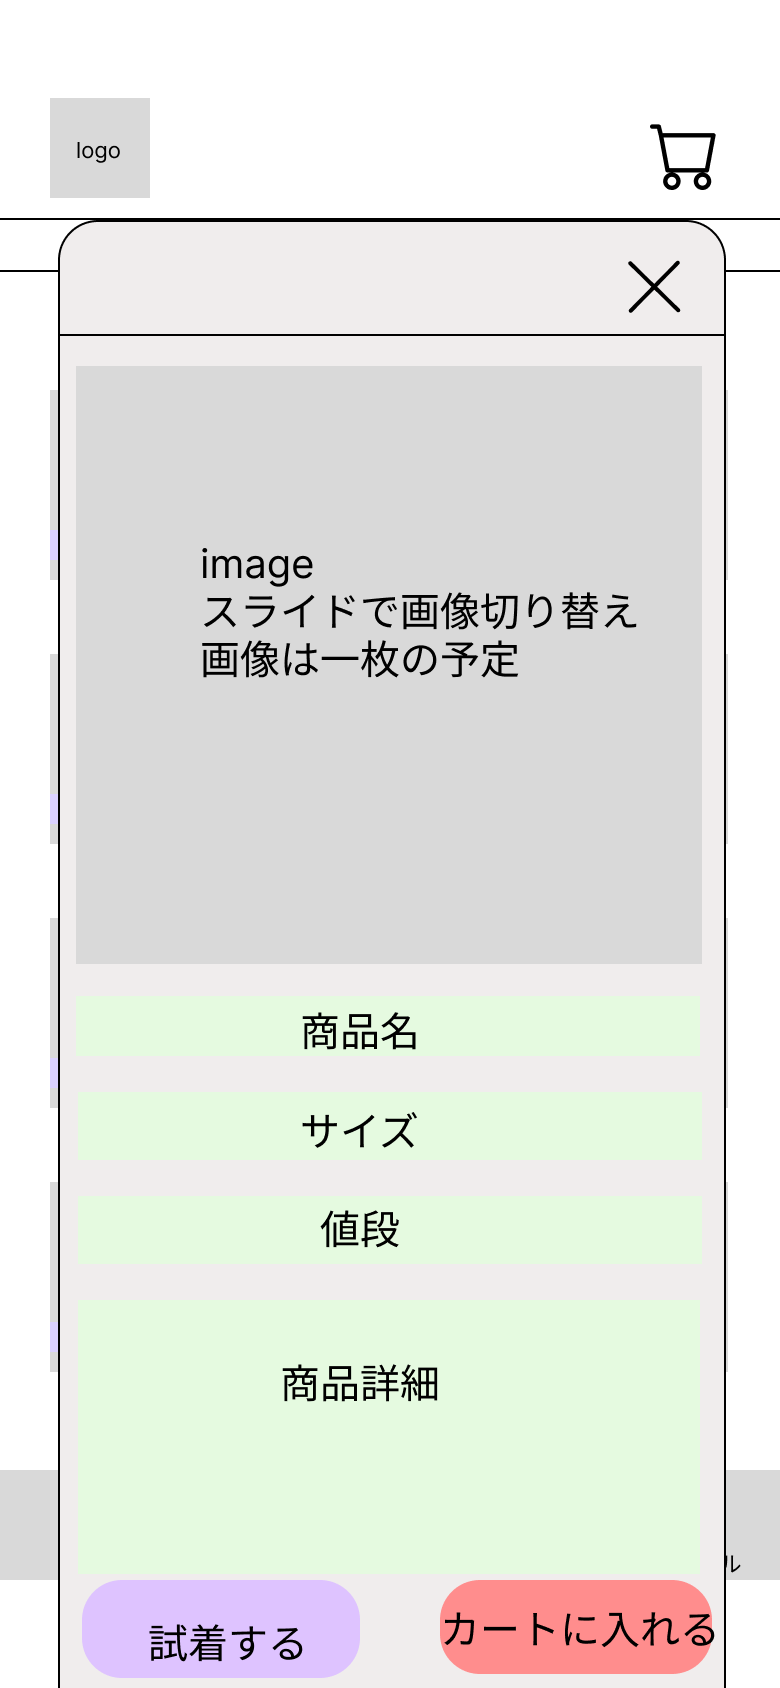 logo
image
スライドで画像切り替え
画像は一枚の予定
商品名
サイズ
値段
商品詳細
ル
試着する
カートに入れる